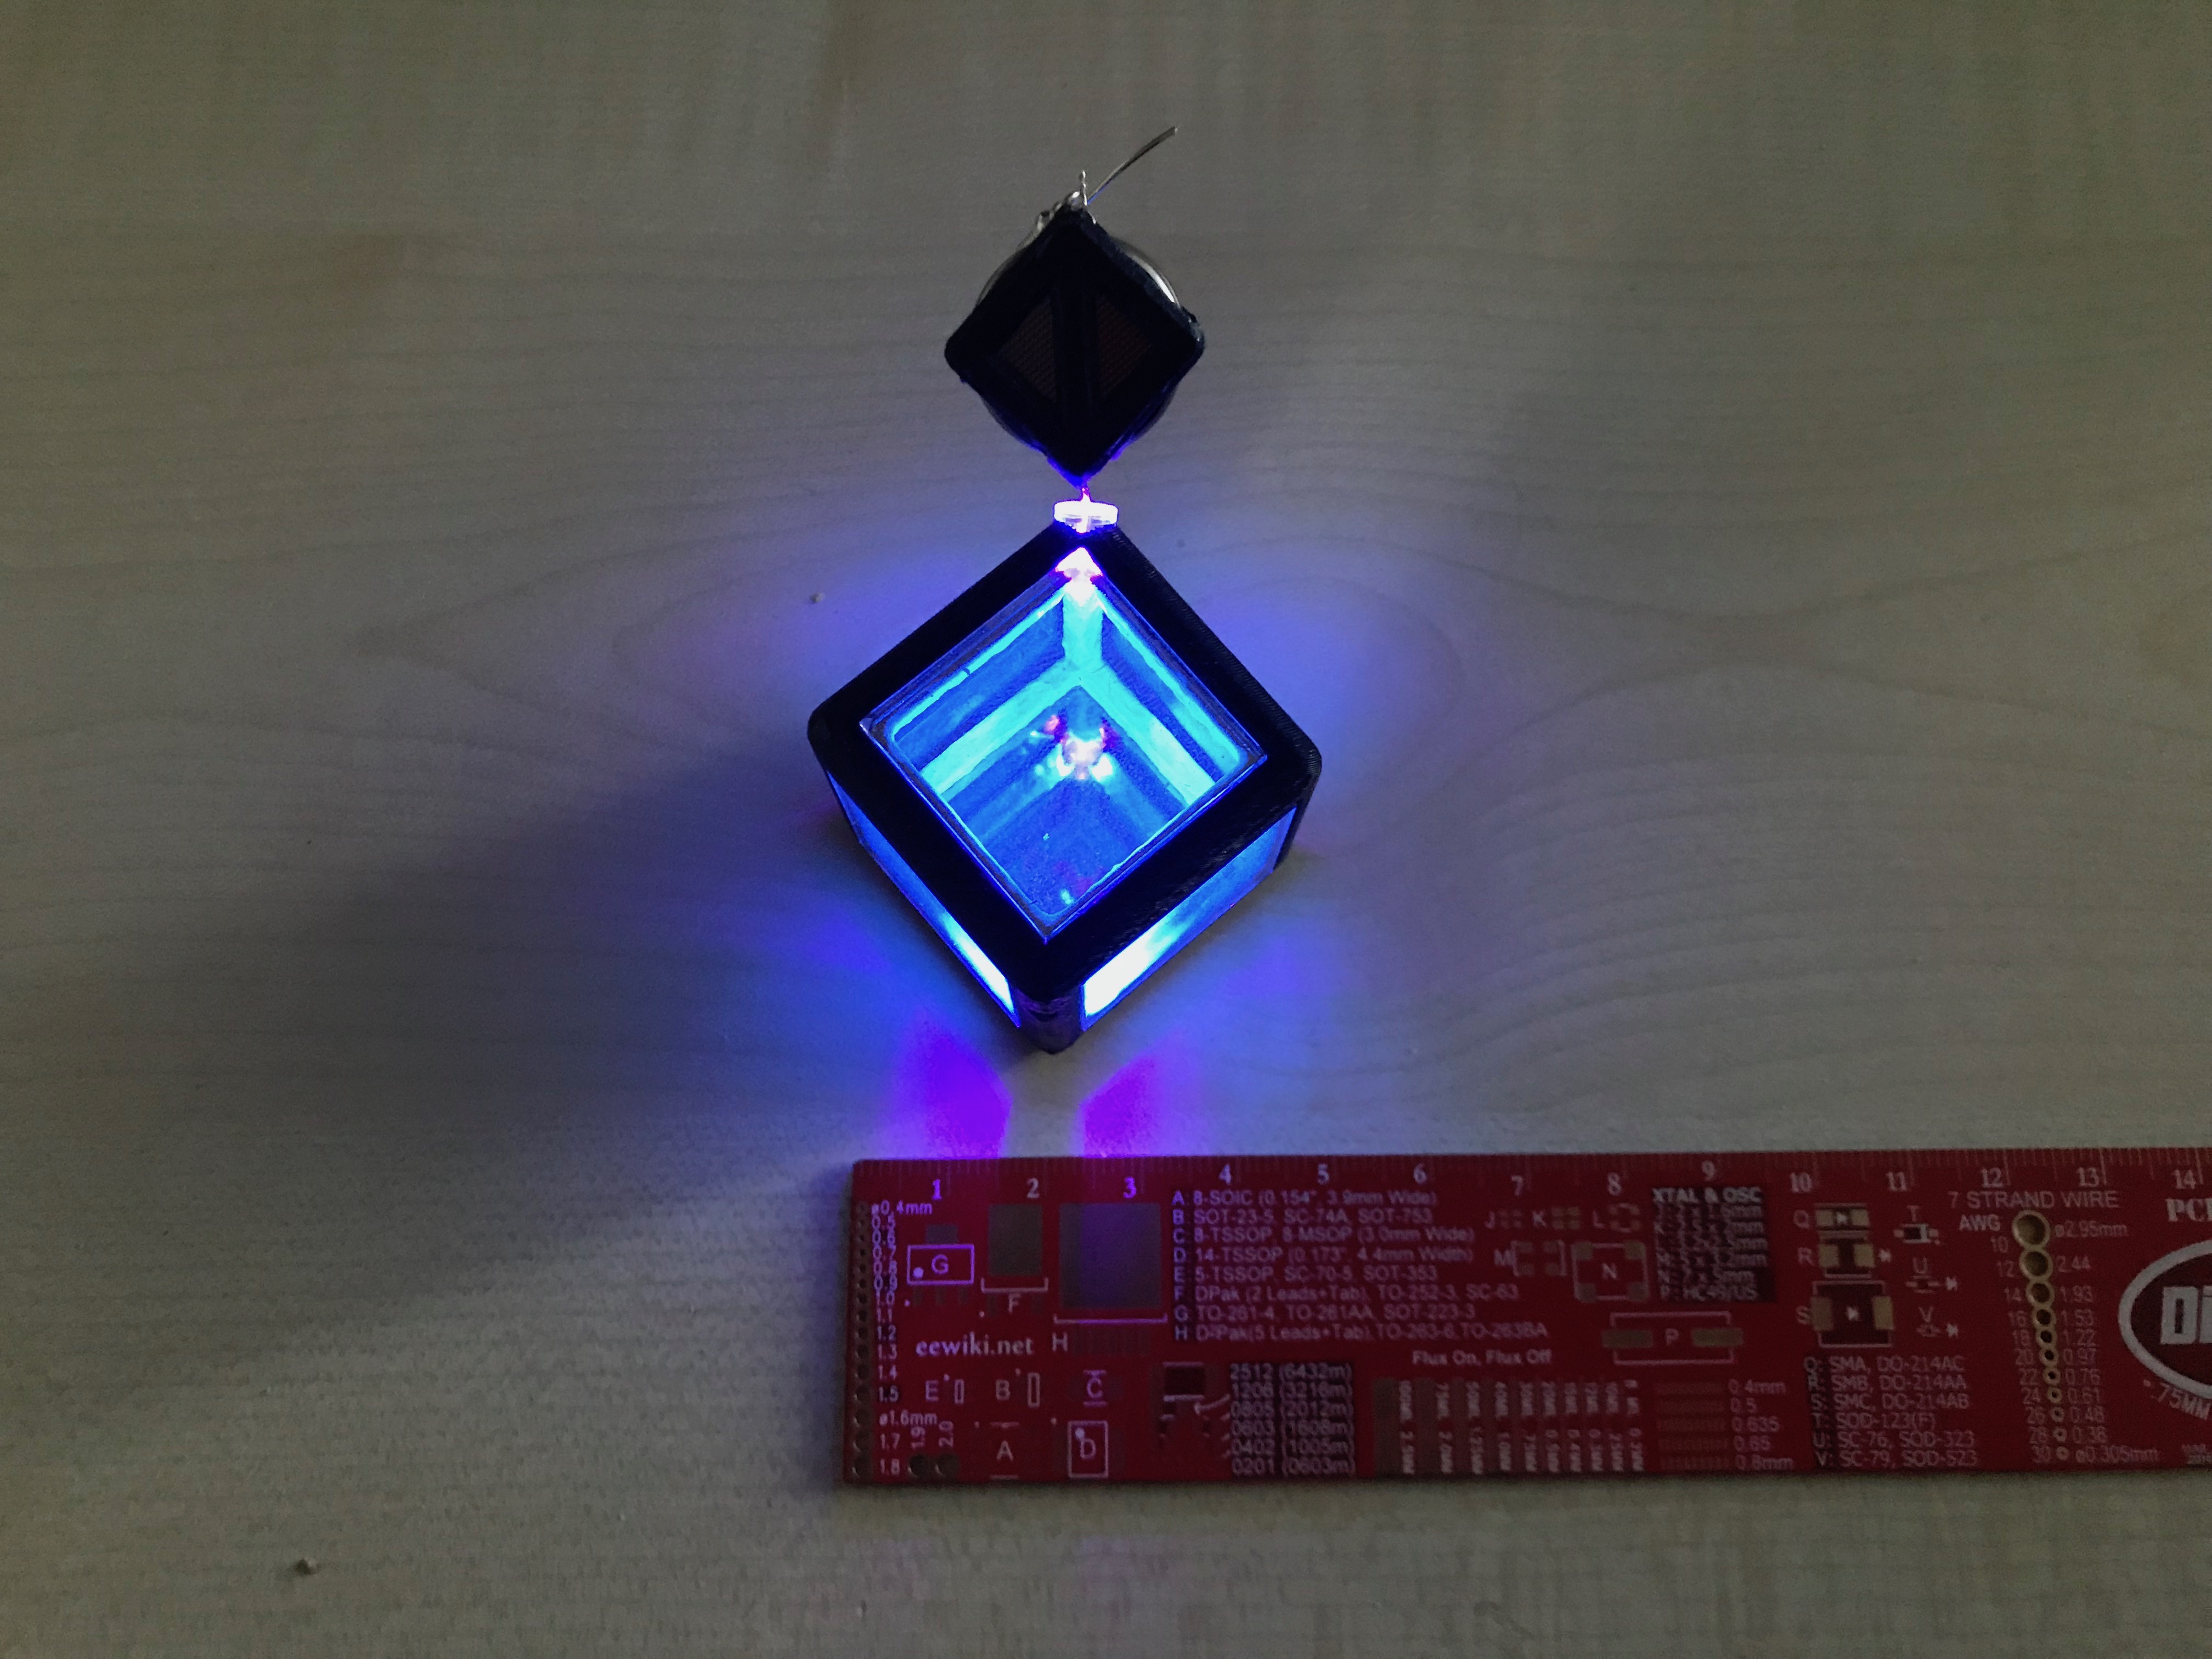 1 2 3 4 5 6 7 8 9 10 11 12 13 14
ø0.4mm
0.5
0.6
0.7
0.8
0.9
1.0
1.1
1.2
1.3
1.4
1.5
ø1.6mm
1.7
1.8
1.9
2.0
G
F
H
eewiki.net
E B C
A D
A: 8-SOIC (0.154", 3.9mm Wide)
B: SOT-23-5, SC-74A, SOT-753
C: 8-TSSOP, 8-MSOP (3.0mm Wide)
D: 14-TSSOP (0.173", 4.4mm Width)
E: 5-TSSOP, SC-70-5, SOT-353
F: DPak (2 Leads+Tab), TO-252-3, SC-63
G: TO-261-4, TO-261AA, SOT-223-3
H: D²Pak(5 Leads+Tab),TO-263-6,TO-263BA
Flux On, Flux Off
2512 (6432m)
1206 (3216m)
0805 (2012m)
0603 (1608m)
0402 (1005m)
0201 (0603m)
J K L
M N
P
XTAL & OSC
P: HC49/US
0.4mm
0.5
0.635
0.65
0.8mm
Q T
R U
S V
Q: SMA, DO-214AC
R: SMB, DO-214AA
S: SMC, DO-214AB
T: SOD-123(F)
U: SC-76, SOD-323
V: SC-79, SOD-523
7 STRAND WIRE
AWG
10 ø2.95mm
12 2.44
14 1.93
16 1.53
18 1.22
20 0.97
22 0.76
24 0.61
26 0.48
28 0.38
30 ø0.305mm